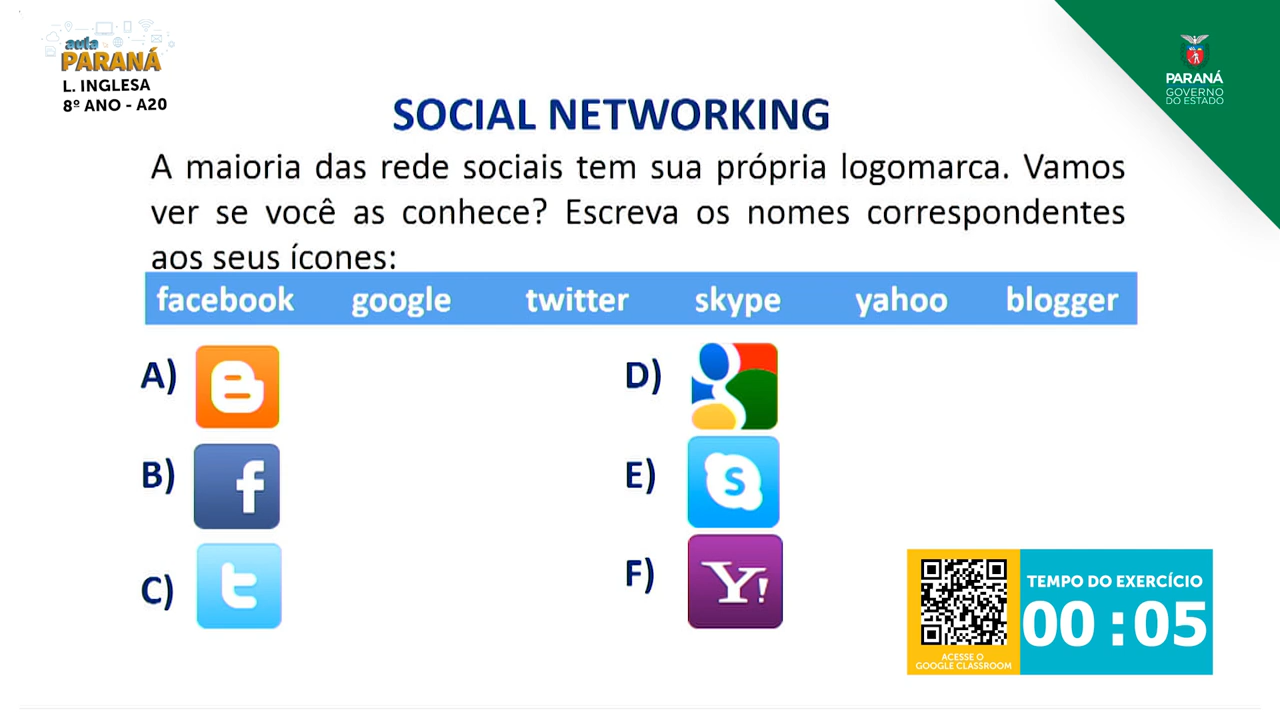 aula
PARANÁ
L. INGLESA
8º ANO - A20
PARANÁ
GOVERNO
DO ESTADO
SOCIAL NETWORKING
A maioria das rede sociais tem sua própria logomarca. Vamos
ver se você as conhece? Escreva os nomes correspondentes
aos seus ícones:
facebook google twitter skype yahoo blogger
A)
B)
f
C)
t
D)
g
E)
S
F)
Y!
TEMPO DO EXERCÍCIO
00:05
ACESSE O
GOOGLE CLASSROOM